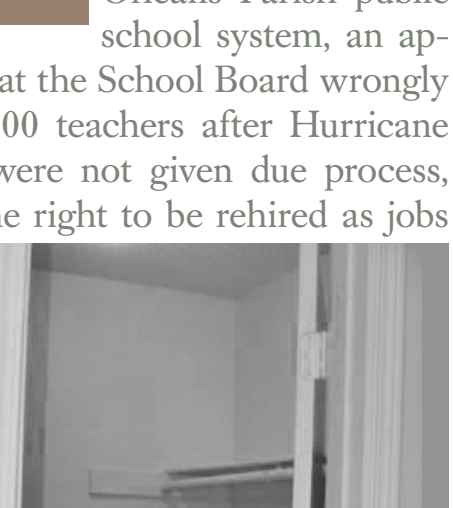 Orleans Parish public
school system, an ap-
at the School Board wrongly
00 teachers after Hurricane
were not given due process,
e right to be rehired as jobs